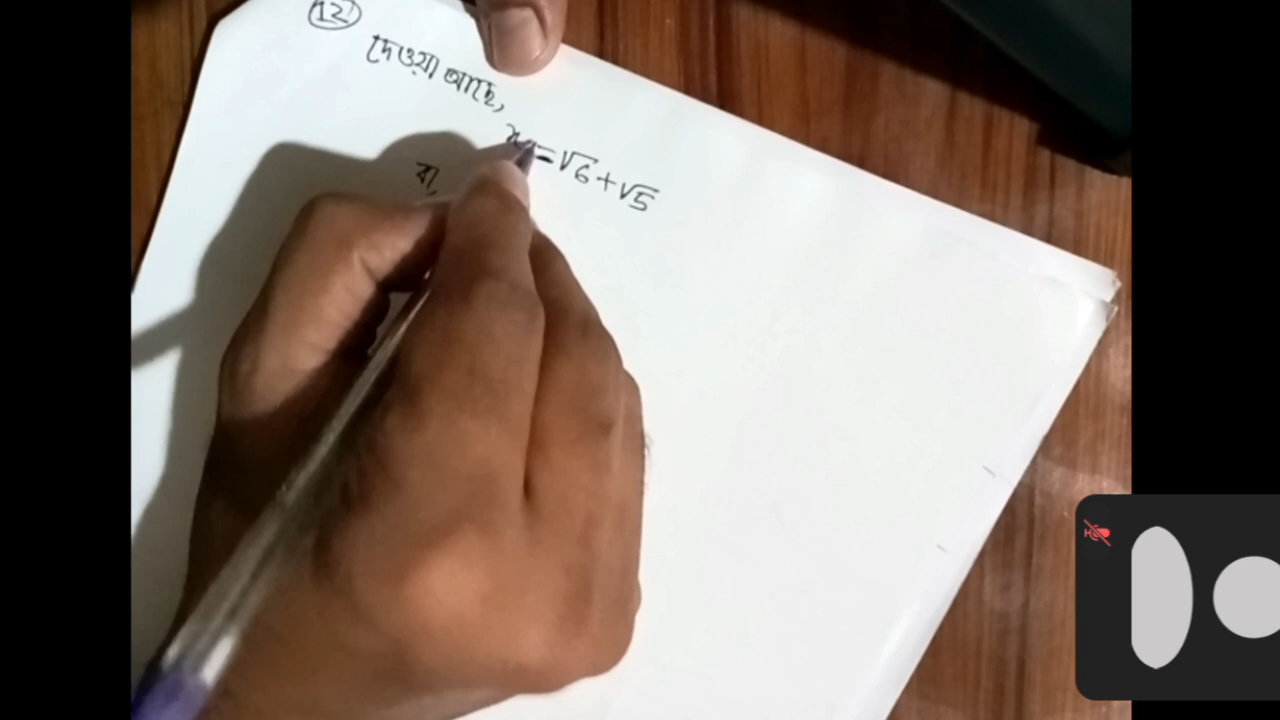 12
দেওয়া আছে,
x = √6 + √5
বা,